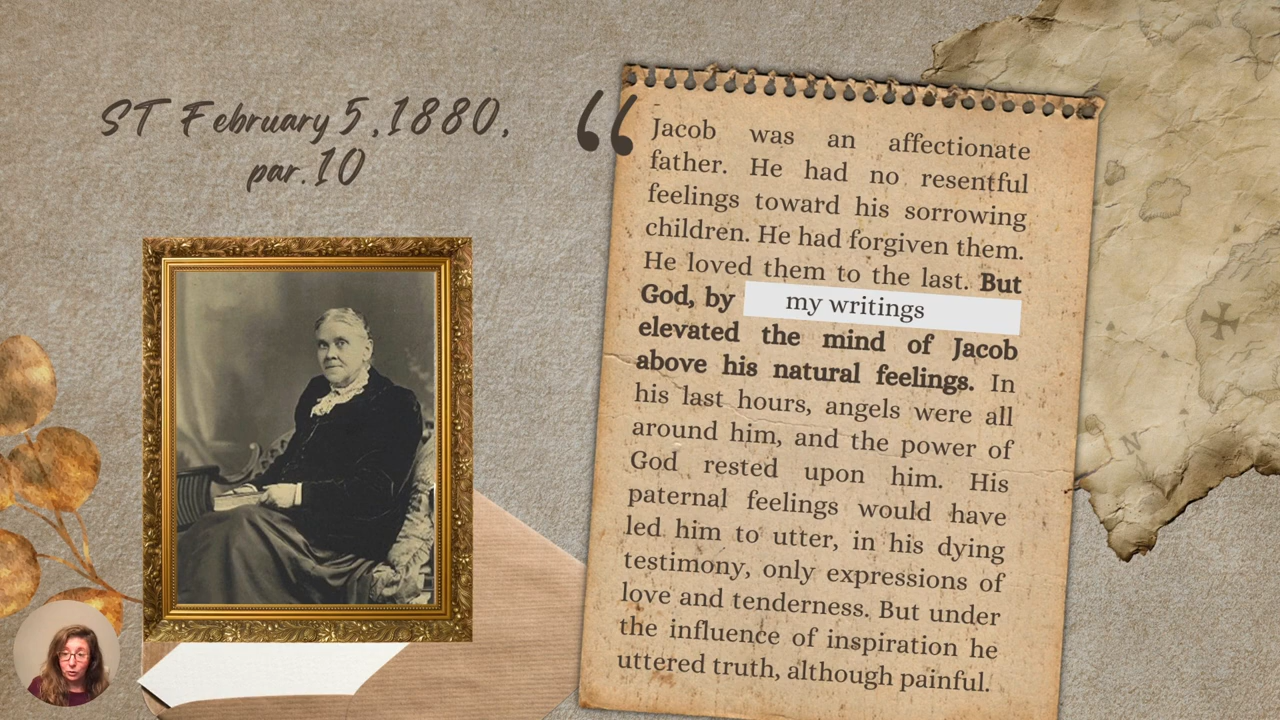 ST February 5, 1880,
par. 10
“
Jacob was an affectionate
father. He had no resentful
feelings toward his sorrowing
children. He had forgiven them.
He loved them to the last. But
God, by my writings
elevated the mind of Jacob
above his natural feelings. In
his last hours, angels were all
around him, and the power of
God rested upon him. His
paternal feelings would have
led him to utter, in his dying
testimony, only expressions of
love and tenderness. But under
the influence of inspiration he
uttered truth, although painful.
N